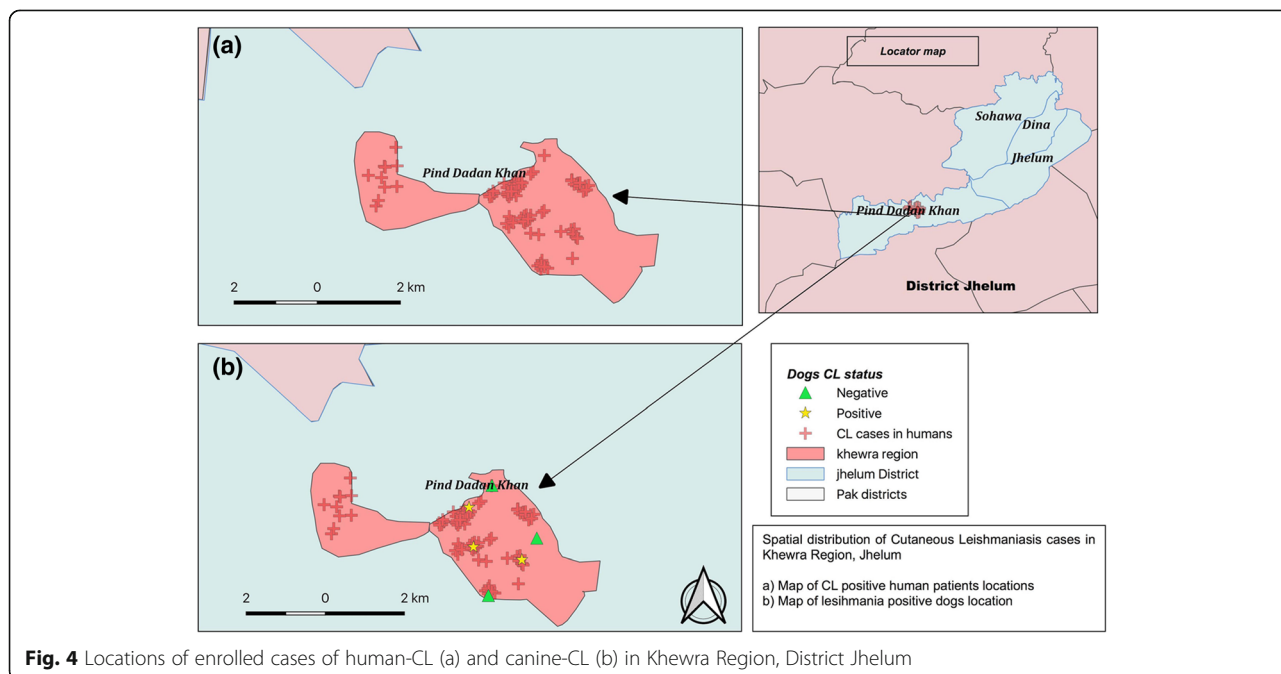 (a)
Pind Dadan Khan
2 0 2 km
Locator map
Sohawa
Dina
Jhelum
Pind Dadan Khan
District Jhelum
(b)
Pind Dadan Khan
2 0 2 km
Dogs CL status
Negative
Positive
CL cases in humans
khewra region
jhelum District
Pak districts
Spatial distribution of Cutaneous Leishmaniasis cases in
Khewra Region, Jhelum
a) Map of CL positive human patients locations
b) Map of lesihmania positive dogs location
Fig. 4 Locations of enrolled cases of human-CL (a) and canine-CL (b) in Khewra Region, District Jhelum